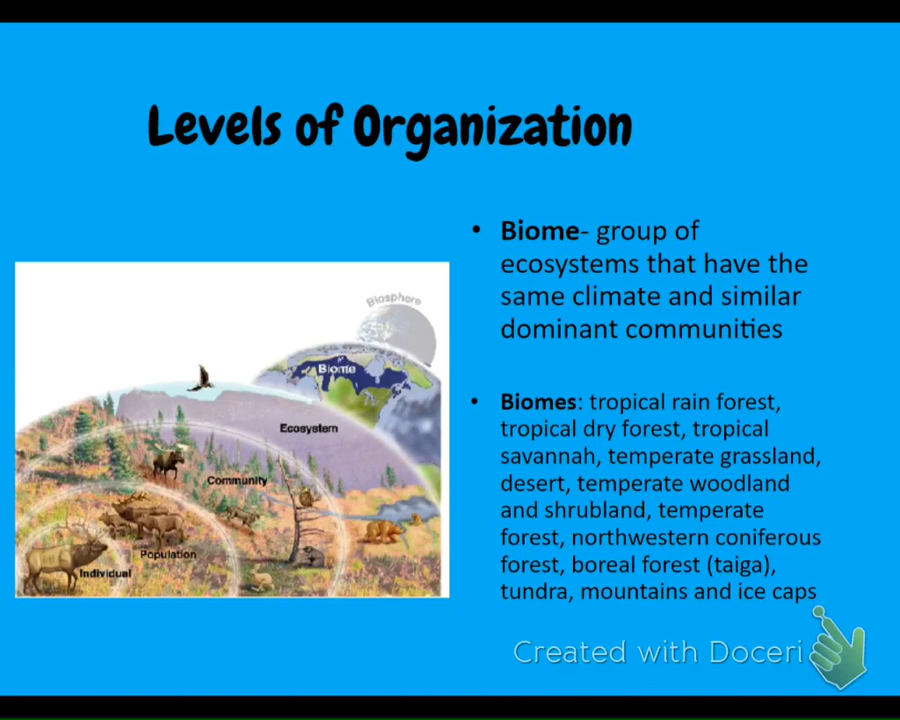 Levels of Organization
• Biome- group of
ecosystems that have the
same climate and similar
dominant communities
Biosphere
Biome
Ecosystem
Community
Population
Individual
• Biomes: tropical rain forest,
tropical dry forest, tropical
savannah, temperate grassland,
desert, temperate woodland
and shrubland, temperate
forest, northwestern coniferous
forest, boreal forest (taiga),
tundra, mountains and ice caps
Created with Doceri